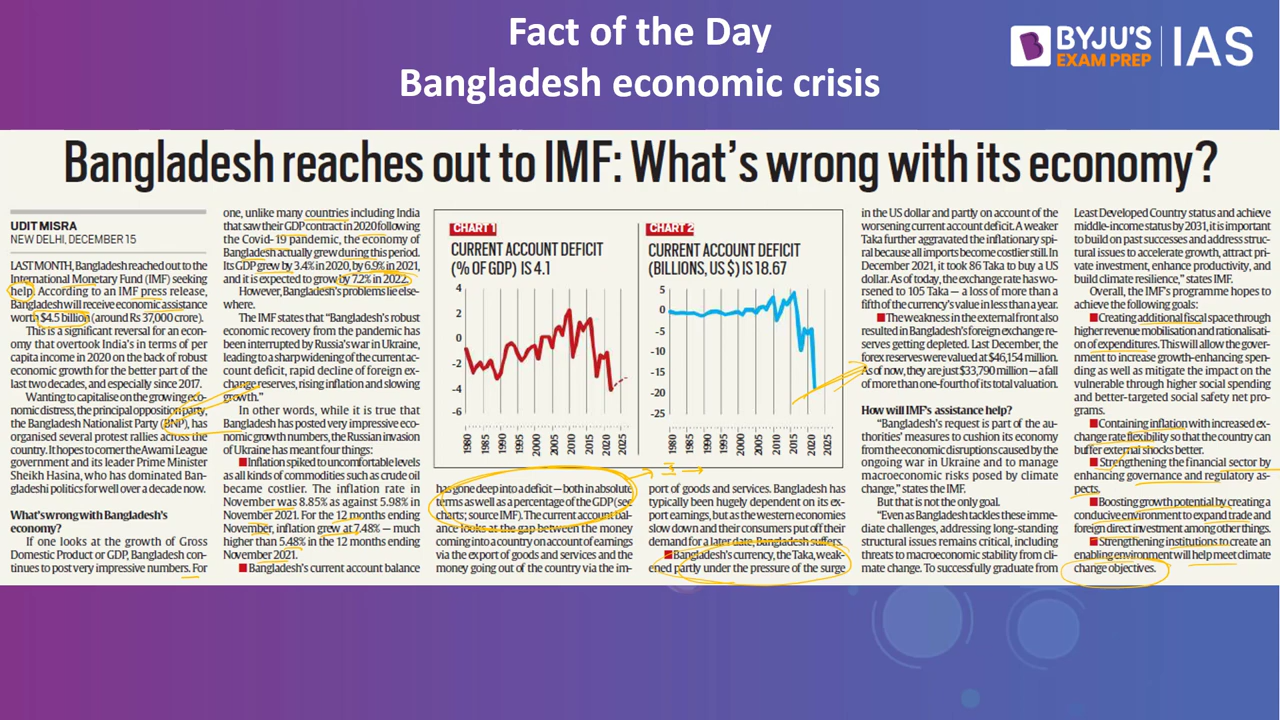 Fact of the Day
Bangladesh economic crisis
BYJU'S
EXAM PREP
IAS
Bangladesh reaches out to IMF: What's wrong with its economy?
UDIT MISRA
NEW DELHI, DECEMBER 15
LAST MONTH, Bangladesh reached out to the
International Monetary Fund (IMF) seeking
help. According to an IMF press release,
Bangladesh will receive economic assistance
worth $4.5 billion (around Rs 37,000 crore).
This is a significant reversal for an econ-
omy that overtook India's in terms of per
capita income in 2020 on the back of robust
economic growth for the better part of the
last two decades, and especially since 2017.
Wanting to capitalise on the growing eco-
nomic distress, the principal opposition party,
the Bangladesh Nationalist Party (BNP), has
organised several protest rallies across the
country. It hopes to corner the Awami League
government and its leader Prime Minister
Sheikh Hasina, who has dominated Ban-
gladeshi politics for well over a decade now.
What's wrong with Bangladesh's
economy?
If one looks at the growth of Gross
Domestic Product or GDP, Bangladesh con-
tinues to post very impressive numbers. For
one, unlike many countries including India
that saw their GDP contract in 2020 following
the Covid-19 pandemic, the economy of
Bangladesh actually grew during this period.
Its GDP grew by 3.4% in 2020, by 6.9% in 2021,
and it is expected to grow by 7.2% in 2022.
However, Bangladesh's problems lie else-
where.
The IMF states that "Bangladesh's robust
economic recovery from the pandemic has
been interrupted by Russia's war in Ukraine,
leading to a sharp widening of the current ac-
count deficit, rapid decline of foreign ex-
change reserves, rising inflation and slowing
growth."
In other words, while it is true that
Bangladesh has posted very impressive eco-
nomic growth numbers, the Russian invasion
of Ukraine has meant four things:
Inflation spiked to uncomfortable levels
as all kinds of commodities such as crude oil
became costlier. The inflation rate in
November was 8.85% as against 5.98% in
November 2021. For the 12 months ending
November, inflation grew at 7.48% — much
higher than 5.48% in the 12 months ending
November 2021.
Bangladesh's current account balance
CHART 1
CURRENT ACCOUNT DEFICIT
(% OF GDP) IS 4.1
4
2
0
-2
-4
-6
1980
1985
1990
1995
2000
2005
2010
2015
2020
2025
CHART 2
CURRENT ACCOUNT DEFICIT
(BILLIONS, US $) IS 18.67
5
0
-5
-10
-15
-20
-25
1980
1985
1990
1995
2000
2005
2010
2015
2020
2025
has gone deep into a deficit — both in absolute
terms as well as a percentage of the GDP (see
charts; source IMF). The current account bal-
ance looks at the gap between the money
coming into a country on account of earnings
via the export of goods and services and the
money going out of the country via the im-
port of goods and services. Bangladesh has
typically been hugely dependent on its ex-
port earnings, but as the western economies
slow down and their consumers put off their
demand for a later date, Bangladesh suffers.
Bangladesh's currency, the Taka, weak-
ened partly under the pressure of the surge
in the US dollar and partly on account of the
worsening current account deficit. A weaker
Taka further aggravated the inflationary spi-
ral because all imports become costlier still. In
December 2021, it took 86 Taka to buy a US
dollar. As of today, the exchange rate has wo-
rsened to 105 Taka — a loss of more than a
fifth of the currency's value in less than a year.
The weakness in the external front also
resulted in Bangladesh's foreign exchange re-
serves getting depleted. Last December, the
forex reserves were valued at $46,154 million.
As of now, they are just $33,790 million — a fall
of more than one-fourth of its total valuation.
How will IMF's assistance help?
"Bangladesh's request is part of the au-
thorities' measures to cushion its economy
from the economic disruptions caused by the
ongoing war in Ukraine and to manage
macroeconomic risks posed by climate
change," states the IMF.
But that is not the only goal.
"Even as Bangladesh tackles these imme-
diate challenges, addressing long-standing
structural issues remains critical, including
threats to macroeconomic stability from cli-
mate change. To successfully graduate from
Least Developed Country status and achieve
middle-income status by 2031, it is important
to build on past successes and address struc-
tural issues to accelerate growth, attract pri-
vate investment, enhance productivity, and
build climate resilience," states IMF.
Overall, the IMF's programme hopes to
achieve the following goals:
Creating additional fiscal space through
higher revenue mobilisation and rationalisati-
on of expenditures. This will allow the gover-
nment to increase growth-enhancing spen-
ding as well as mitigate the impact on the
vulnerable through higher social spending
and better-targeted social safety net pro-
grams.
Containing inflation with increased ex-
change rate flexibility so that the country can
buffer external shocks better.
Strengthening the financial sector by
enhancing governance and regulatory as-
pects.
Boosting growth potential by creating a
conducive environment to expand trade and
foreign direct investment among other things.
Strengthening institutions to create an
enabling environment will help meet climate
change objectives.